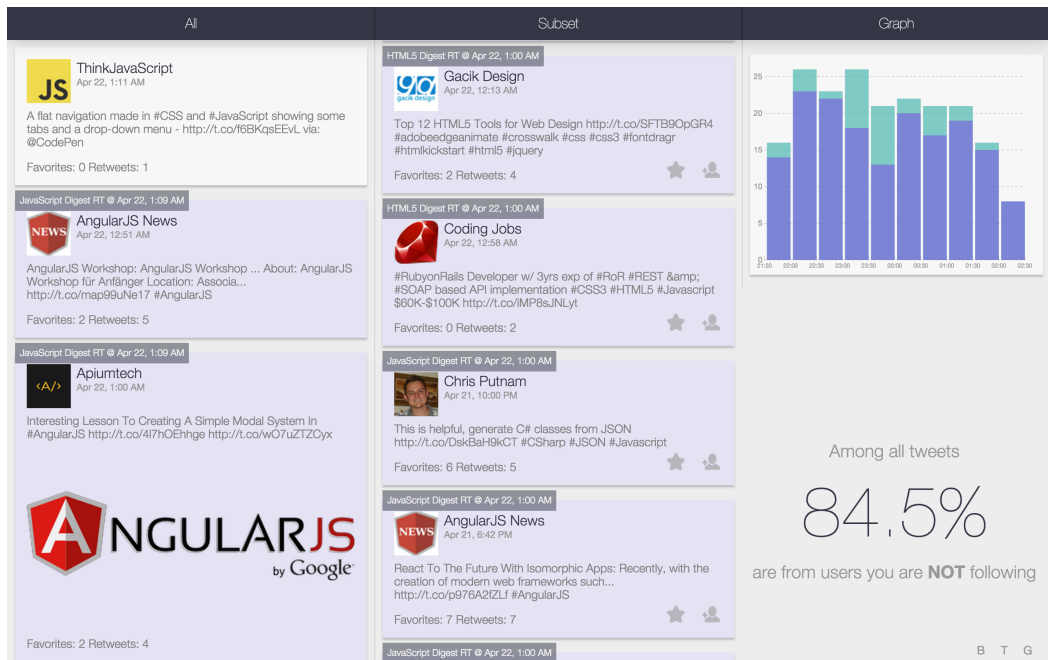 All
Subset
Graph
JS
ThinkJavaScript
Apr 22, 1:11 AM
A flat navigation made in #CSS and #JavaScript showing some
tabs and a drop-down menu - http://t.co/f6BKqsEEvL via:
@CodePen
Favorites: 0 Retweets: 1
JavaScript Digest RT @ Apr 22, 1:09 AM
NEWS
AngularJS News
Apr 22, 12:51 AM
AngularJS Workshop: AngularJS Workshop ... About: AngularJS
Workshop für Anfänger Location: Associa...
http://t.co/map99uNe17 #AngularJS
Favorites: 2 Retweets: 5
JavaScript Digest RT @ Apr 22, 1:09 AM
<A/>
Apiumtech
Apr 22, 1:00 AM
Interesting Lesson To Creating A Simple Modal System In
#AngularJS http://t.co/4l7hOEhhge http://t.co/wO7uZTZCyx
ANGULARJS
by Google
Favorites: 2 Retweets: 4
HTML5 Digest RT @ Apr 22, 1:00 AM
gacik design
Gacik Design
Apr 22, 12:13 AM
Top 12 HTML5 Tools for Web Design http://t.co/SFTB9OpGR4
#adobeedgeanimate #crosswalk #css #css3 #fontdragr
#htmlkickstart #html5 #jquery
Favorites: 2 Retweets: 4
HTML5 Digest RT @ Apr 22, 1:00 AM
Coding Jobs
Apr 22, 12:58 AM
#RubyonRails Developer w/ 3yrs exp of #RoR #REST &amp;
#SOAP based API implementation #CSS3 #HTML5 #Javascript
$60K-$100K http://t.co/iMP8sJNLyt
Favorites: 0 Retweets: 2
JavaScript Digest RT @ Apr 22, 1:00 AM
Chris Putnam
Apr 21, 10:00 PM
This is helpful, generate C# classes from JSON
http://t.co/DskBaH9kCT #CSharp #JSON #Javascript
Favorites: 6 Retweets: 5
JavaScript Digest RT @ Apr 22, 1:00 AM
NEWS
AngularJS News
Apr 21, 6:42 PM
React To The Future With Isomorphic Apps: Recently, with the
creation of modern web frameworks such...
http://t.co/p976A2fZLf #AngularJS
Favorites: 7 Retweets: 7
JavaScript Digest RT @ Apr 22, 1:00 AM
25
20
15
10
5
0
21:30 22:00 22:30 23:00 23:30 00:00 00:30 01:00 01:30 02:00 02:30
Among all tweets
84.5%
are from users you are NOT following
B T G